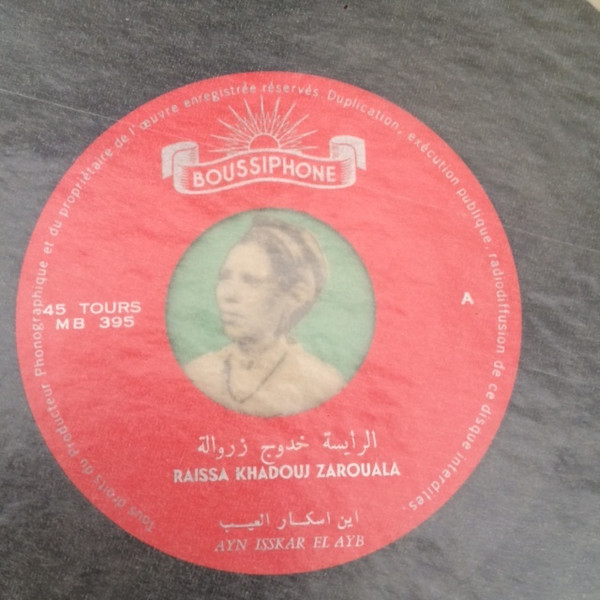 Tous droits du Producteur Phonographique et du propriétaire de l'œuvre enregistrée réservés. Duplication, exécution publique, radiodiffusion de ce disque interdites.
BOUSSIPHONE
45 TOURS
MB 395
A
الرايسة خدوج زروالة
RAISSA KHADOUJ ZAROUALA
اين اسكار العيب
AYN ISSKAR EL AYB